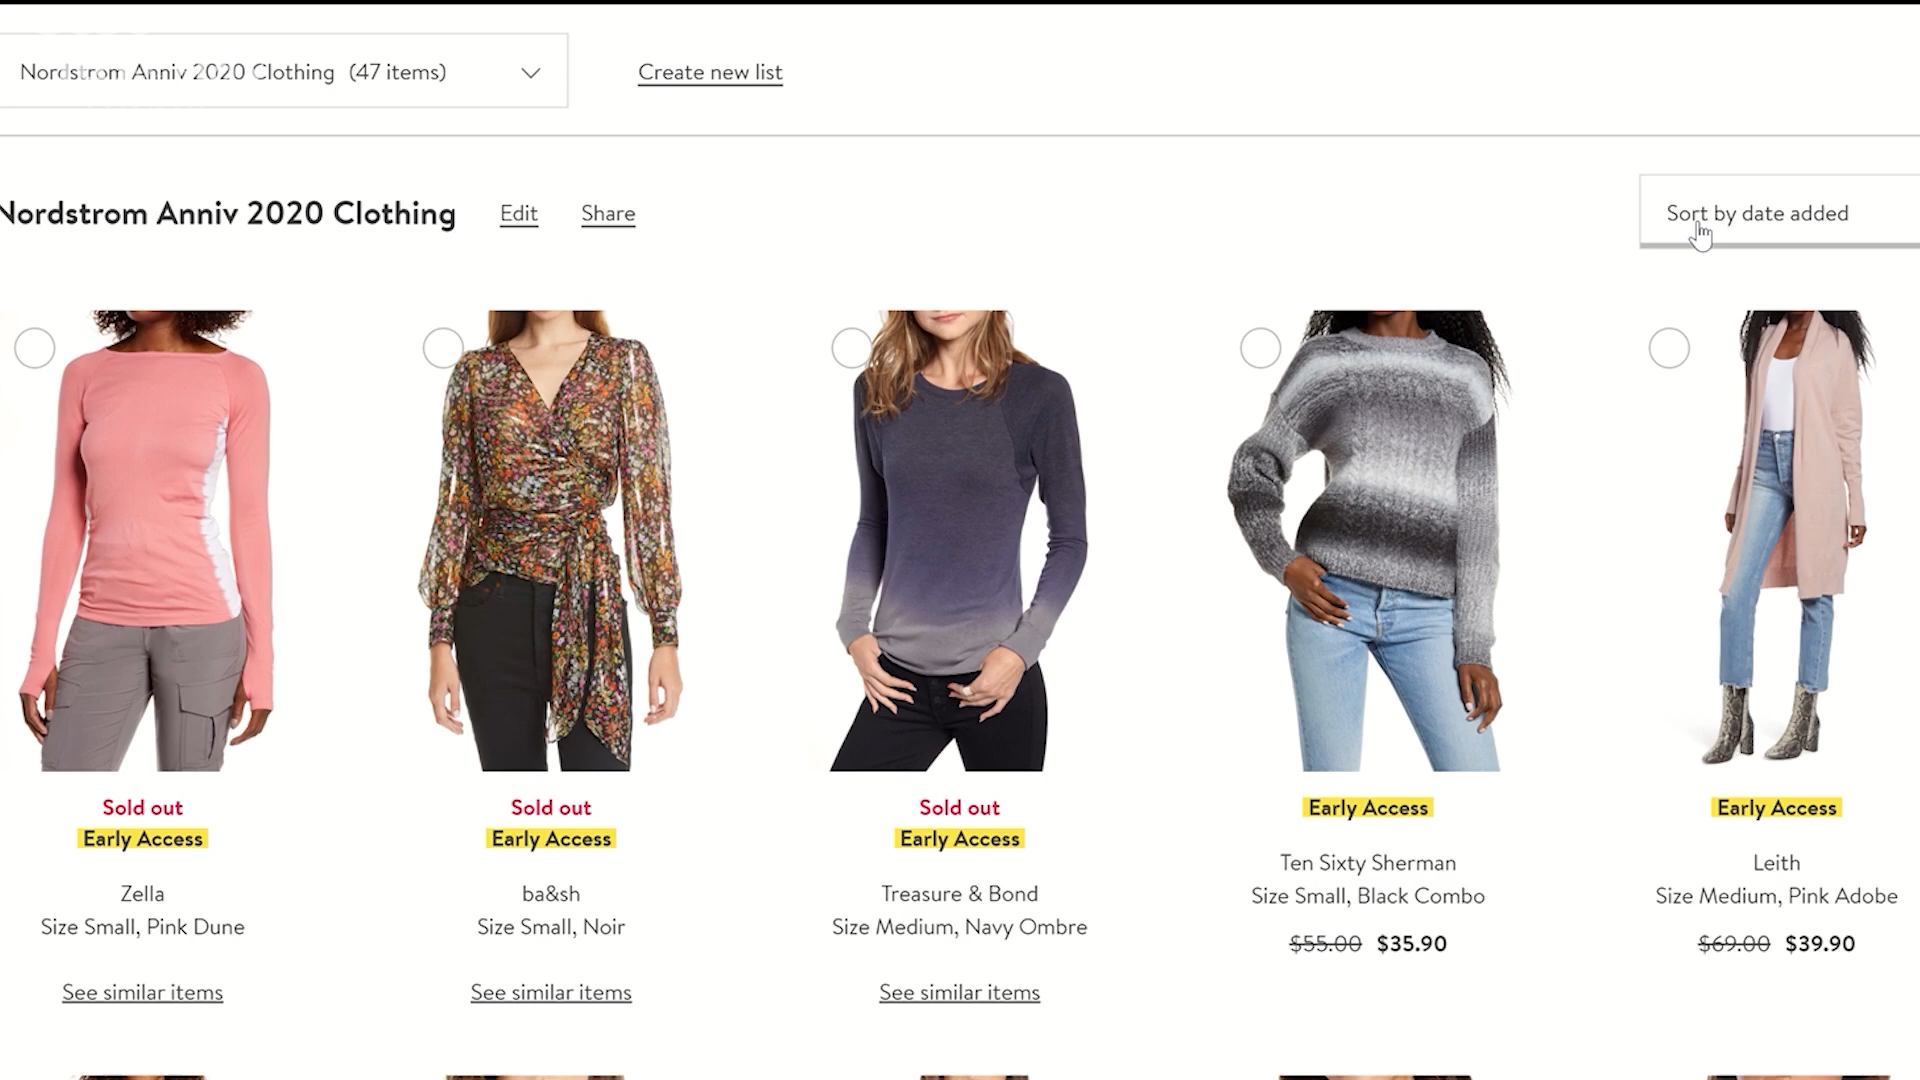 Nordstrom Anniv 2020 Clothing (47 items)
Create new list
Nordstrom Anniv 2020 Clothing
Edit
Share
Sort by date added
Sold out
Early Access
Zella
Size Small, Pink Dune
See similar items
Sold out
Early Access
ba&sh
Size Small, Noir
See similar items
Sold out
Early Access
Treasure & Bond
Size Medium, Navy Ombre
See similar items
Early Access
Ten Sixty Sherman
Size Small, Black Combo
$55.00 $35.90
Early Access
Leith
Size Medium, Pink Adobe
$69.00 $39.90